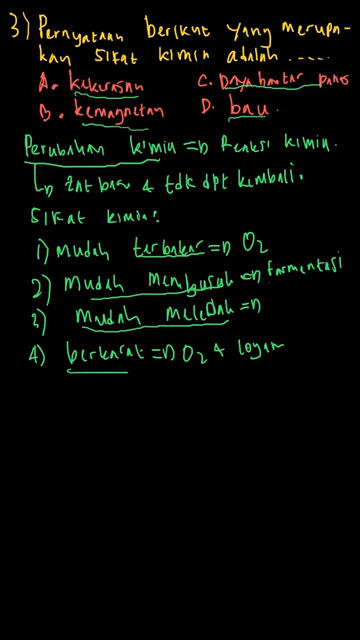 3) Pernyataan berikut yang merupa-
kan sifat kimia adalah .....
A. kekerasan C. Daya hantar panas
B. kemagnetan D. bau.
Perubahan kimia => Reaksi kimia.
↳ zat baru & tdk dpt kembali.
Sifat kimia:
1) Mudah terbakar => O2
2) Mudah Membusuk => farmentasi
3) Mudah Meledak =>
4) berkarat => O2 + logam